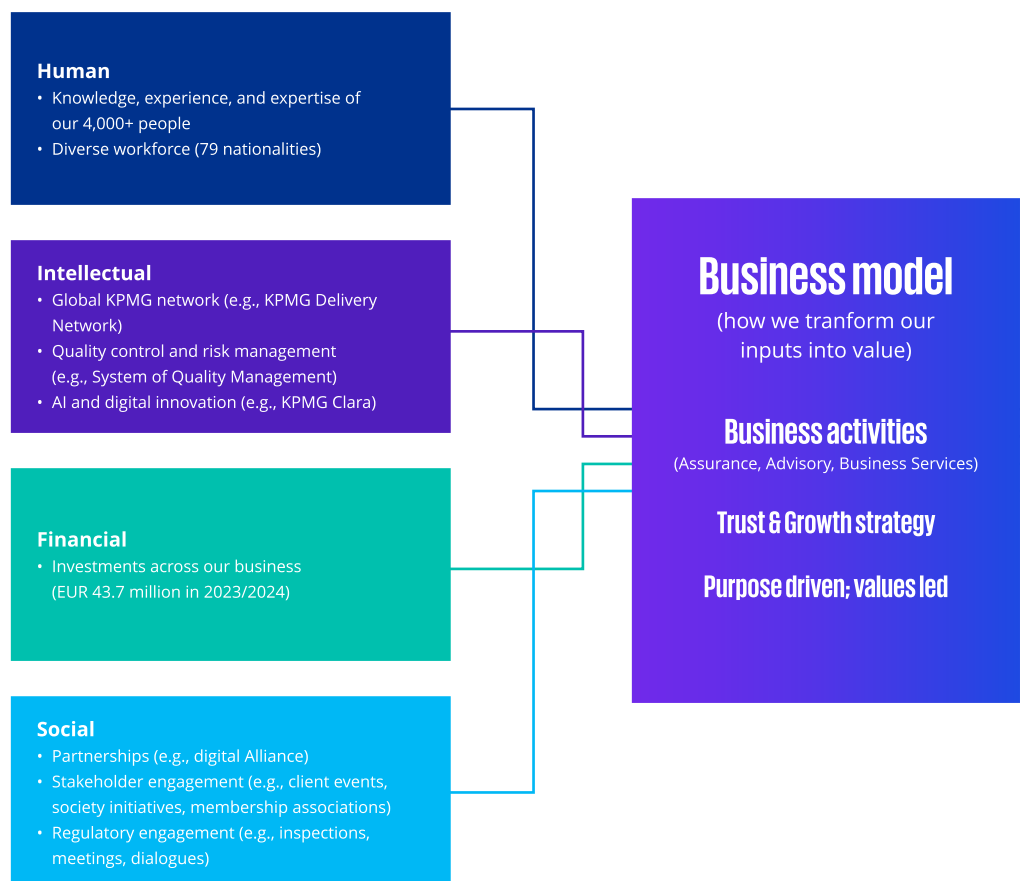 Human
• Knowledge, experience, and expertise of
our 4,000+ people
• Diverse workforce (79 nationalities)
Intellectual
• Global KPMG network (e.g., KPMG Delivery
Network)
• Quality control and risk management
(e.g., System of Quality Management)
• AI and digital innovation (e.g., KPMG Clara)
Financial
• Investments across our business
(EUR 43.7 million in 2023/2024)
Social
• Partnerships (e.g., digital Alliance)
• Stakeholder engagement (e.g., client events,
society initiatives, membership associations)
• Regulatory engagement (e.g., inspections,
meetings, dialogues)
Business model
(how we tranform our
inputs into value)
Business activities
(Assurance, Advisory, Business Services)
Trust & Growth strategy
Purpose driven; values led